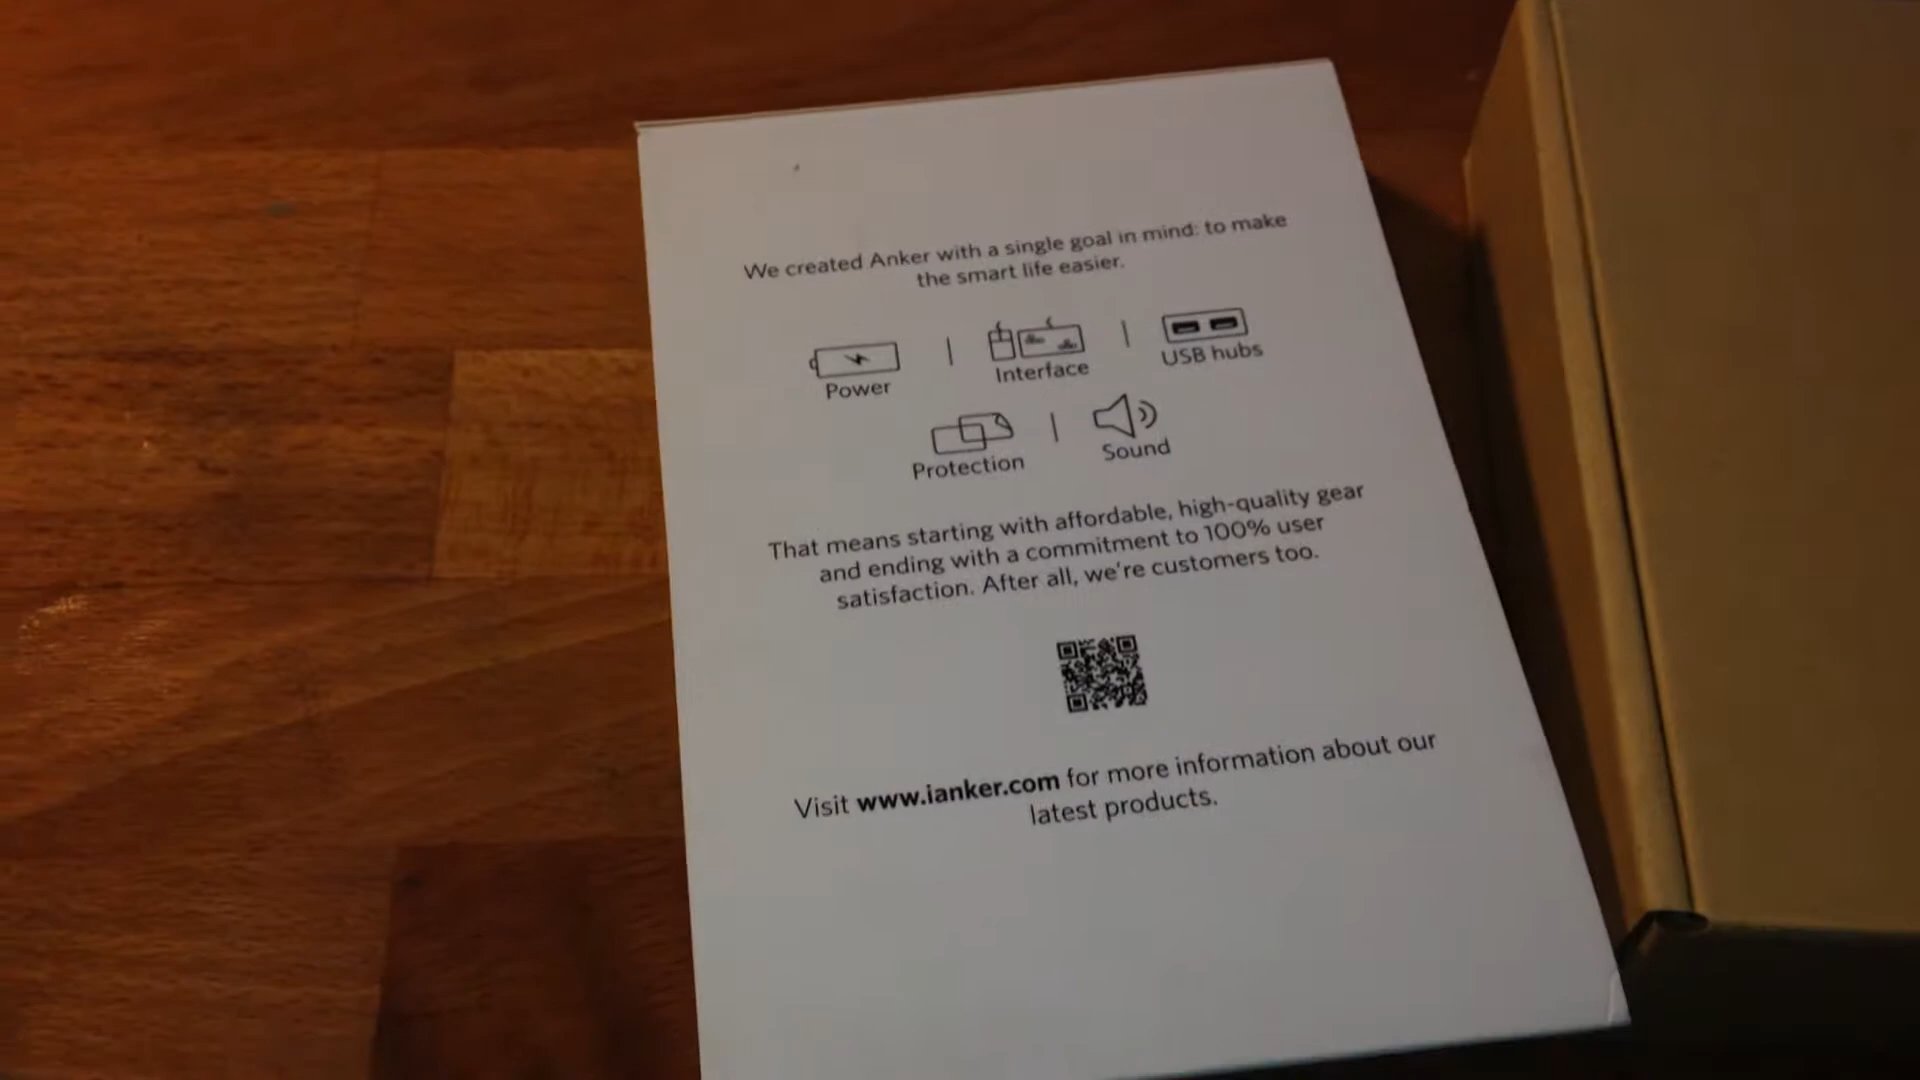 We created Anker with a single goal in mind: to make
the smart life easier.
Power | Interface | USB hubs
Protection | Sound
That means starting with affordable, high-quality gear
and ending with a commitment to 100% user
satisfaction. After all, we're customers too.
Visit www.ianker.com for more information about our
latest products.